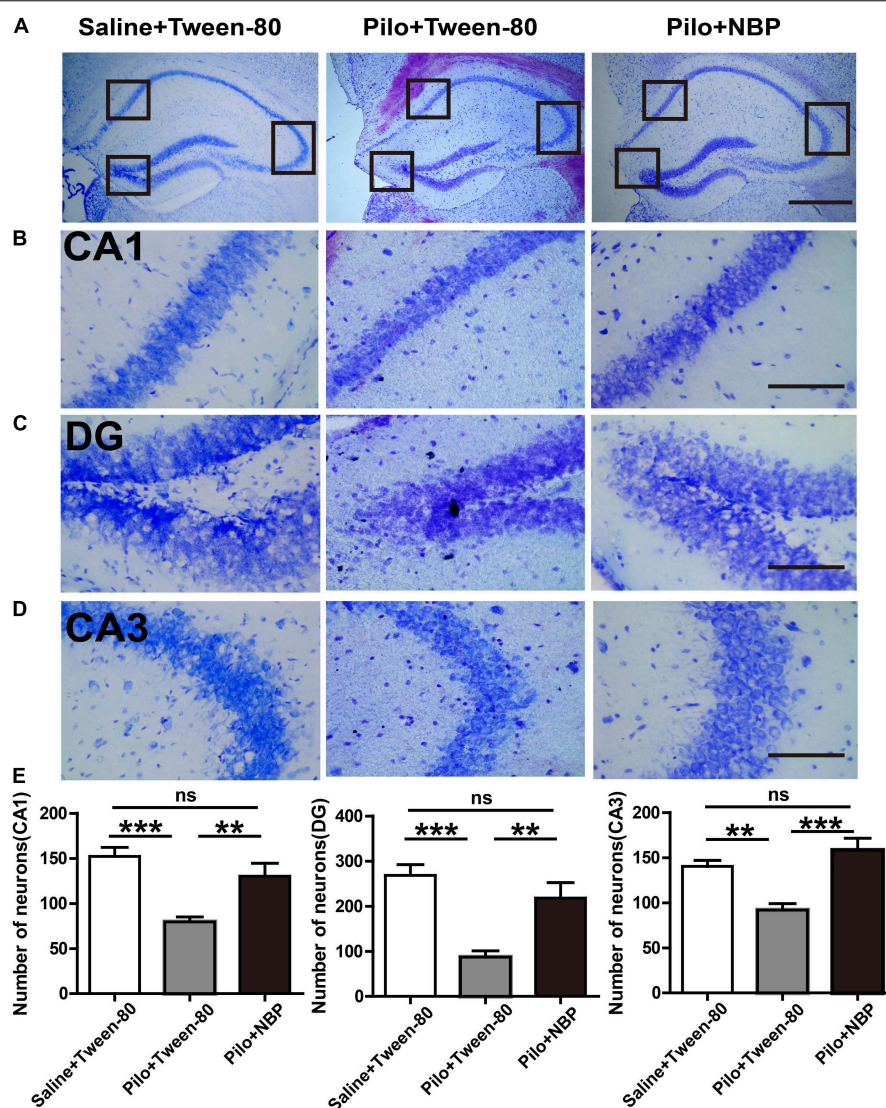 A
Saline+Tween-80
Pilo+Tween-80
Pilo+NBP
B
CA1
C
DG
D
CA3
E
Number of neurons(CA1)
200
150
100
50
0
ns
***
**
Saline+Tween-80
Pilo+Tween-80
Pilo+NBP
Number of neurons(DG)
400
300
200
100
0
ns
***
**
Saline+Tween-80
Pilo+Tween-80
Pilo+NBP
Number of neurons(CA3)
200
150
100
50
0
ns
**
***
Saline+Tween-80
Pilo+Tween-80
Pilo+NBP